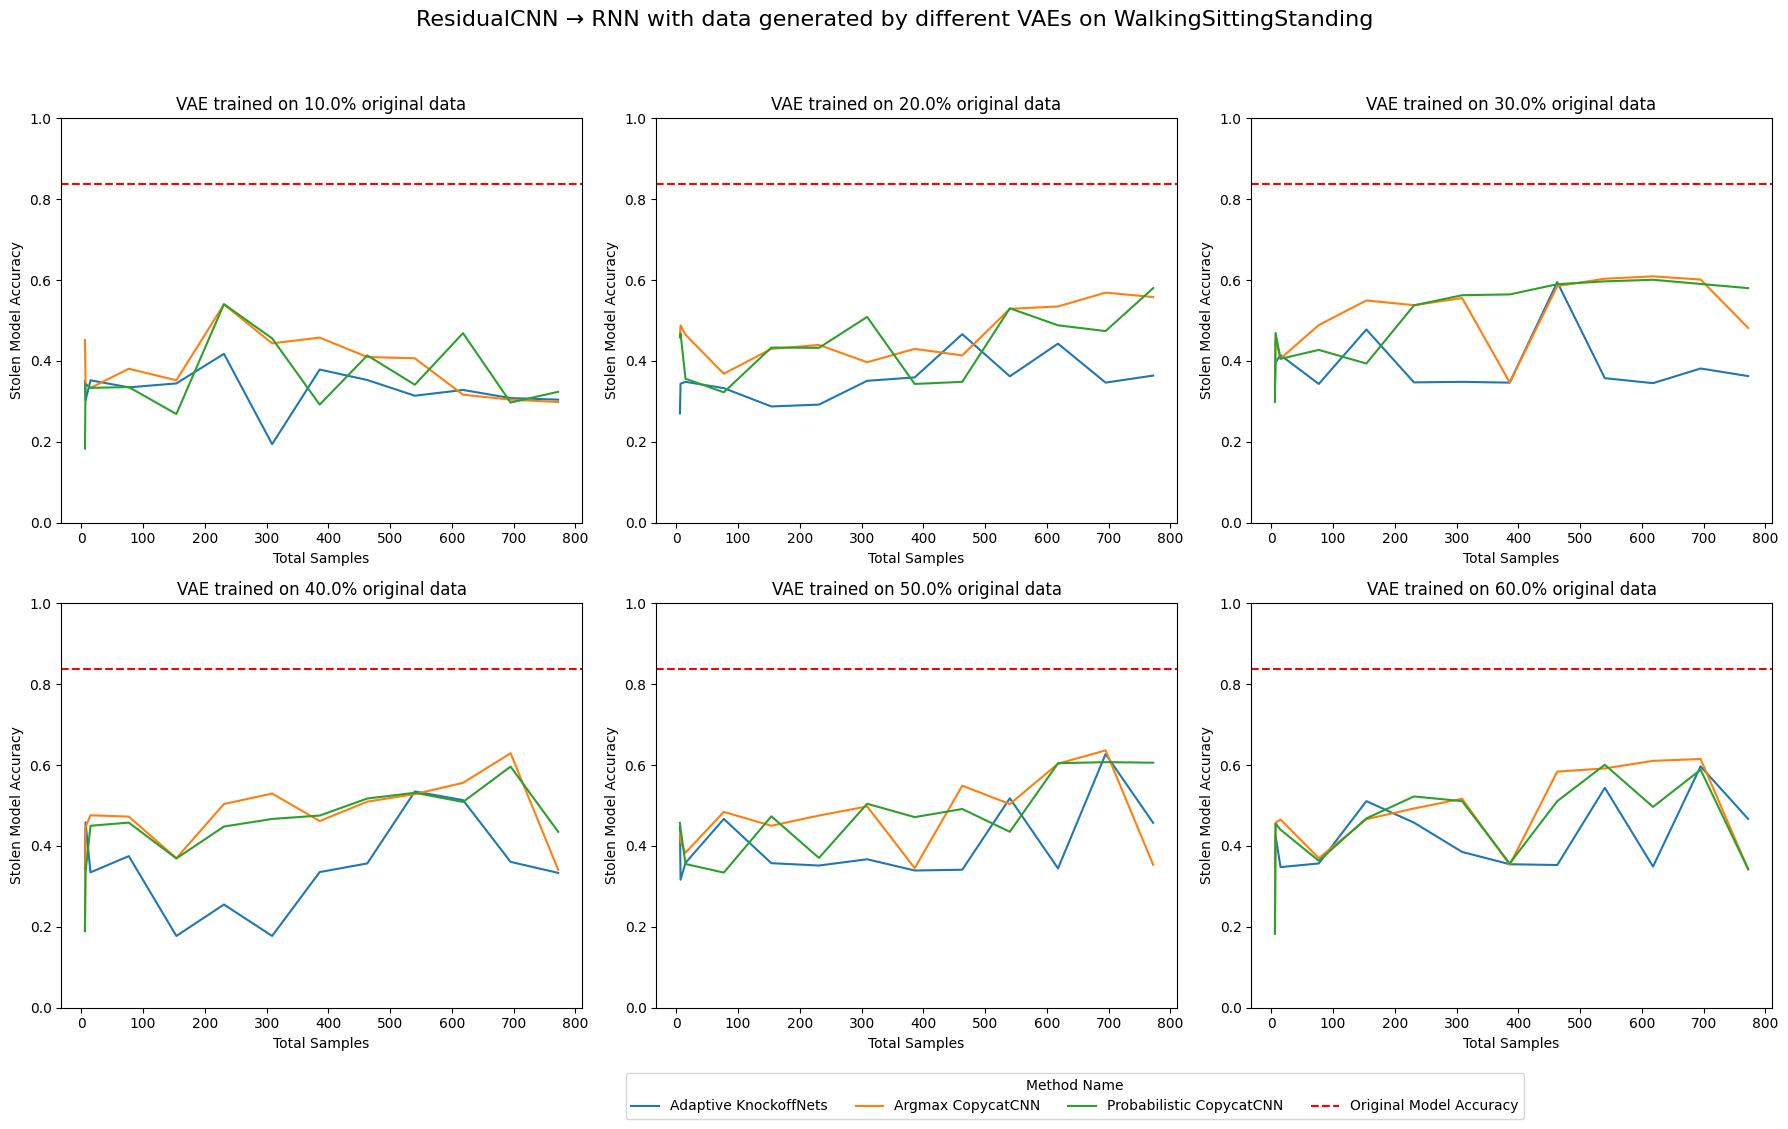 ResidualCNN → RNN with data generated by different VAEs on WalkingSittingStanding
VAE trained on 10.0% original data
1.0
0.8
0.6
0.4
0.2
0.0
Stolen Model Accuracy
0 100 200 300 400 500 600 700 800
Total Samples
VAE trained on 20.0% original data
1.0
0.8
0.6
0.4
0.2
0.0
Stolen Model Accuracy
0 100 200 300 400 500 600 700 800
Total Samples
VAE trained on 30.0% original data
1.0
0.8
0.6
0.4
0.2
0.0
Stolen Model Accuracy
0 100 200 300 400 500 600 700 800
Total Samples
VAE trained on 40.0% original data
1.0
0.8
0.6
0.4
0.2
0.0
Stolen Model Accuracy
0 100 200 300 400 500 600 700 800
Total Samples
VAE trained on 50.0% original data
1.0
0.8
0.6
0.4
0.2
0.0
Stolen Model Accuracy
0 100 200 300 400 500 600 700 800
Total Samples
VAE trained on 60.0% original data
1.0
0.8
0.6
0.4
0.2
0.0
Stolen Model Accuracy
0 100 200 300 400 500 600 700 800
Total Samples
Method Name
Adaptive KnockoffNets Argmax CopycatCNN Probabilistic CopycatCNN Original Model Accuracy